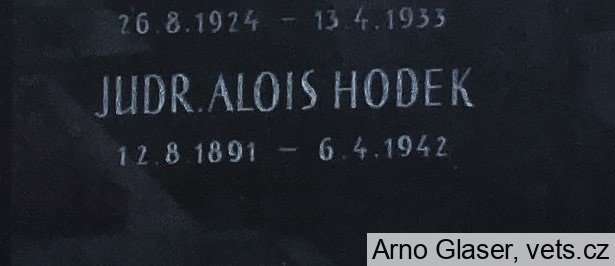 26.8.1924 – 13.4.1933
JUDR. ALOIS HODEK
12.8 1891 – 6.4.1942
Arno Glaser, vets.cz